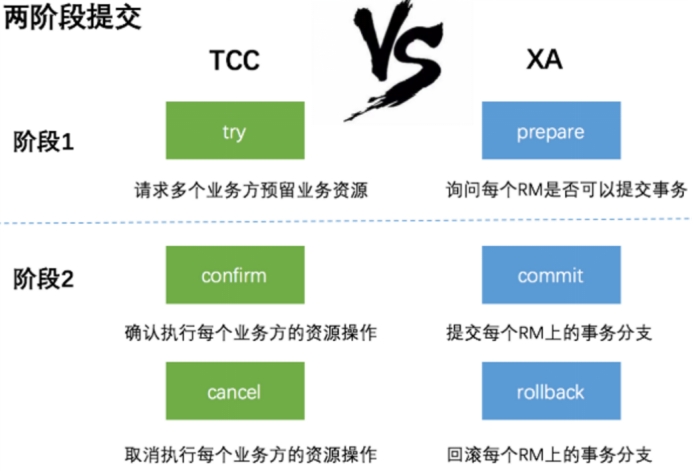 两阶段提交
TCC
VS
XA
阶段1
try
prepare
请求多个业务方预留业务资源
询问每个RM是否可以提交事务
阶段2
confirm
commit
确认执行每个业务方的资源操作
提交每个RM上的事务分支
cancel
rollback
取消执行每个业务方的资源操作
回滚每个RM上的事务分支